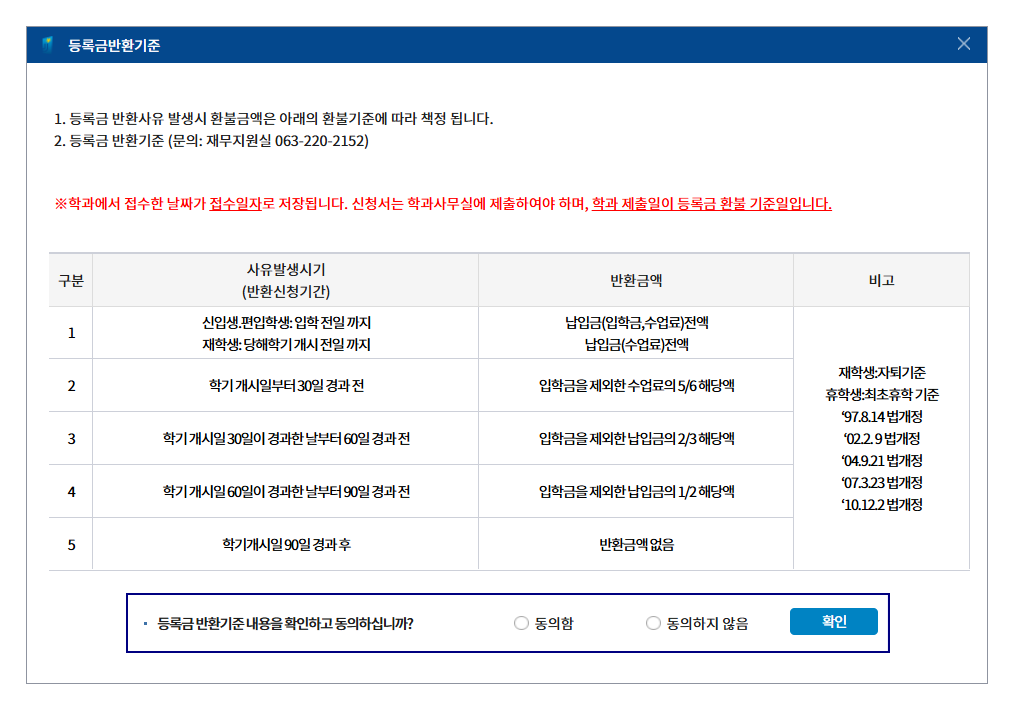 등록금반환기준
1. 등록금 반환사유 발생시 환불금액은 아래의 환불기준에 따라 책정 됩니다.
2. 등록금 반환기준 (문의: 재무지원실 063-220-2152)
※학과에서 접수한 날짜가 접수일자로 저장됩니다. 신청서는 학과사무실에 제출하여야 하며, 학과 제출일이 등록금 환불 기준일입니다.
구분
사유발생시기
(반환신청기간)
반환금액
비고
1
신입생.편입학생: 입학 전일 까지
재학생: 당해학기 개시 전일 까지
납입금(입학금,수업료)전액
납입금(수업료)전액
2
학기 개시일부터 30일 경과 전
입학금을 제외한 수업료의 5/6 해당액
3
학기 개시일 30일이 경과한 날부터 60일 경과 전
입학금을 제외한 납입금의 2/3 해당액
4
학기 개시일 60일이 경과한 날부터 90일 경과 전
입학금을 제외한 납입금의 1/2 해당액
5
학기개시일 90일 경과 후
반환금액 없음
재학생:자퇴기준
휴학생:최초휴학 기준
‘97.8.14 법개정
‘02.2. 9 법개정
‘04.9.21 법개정
‘07.3.23 법개정
‘10.12.2 법개정
등록금 반환기준 내용을 확인하고 동의하십니까?
동의함
동의하지 않음
확인